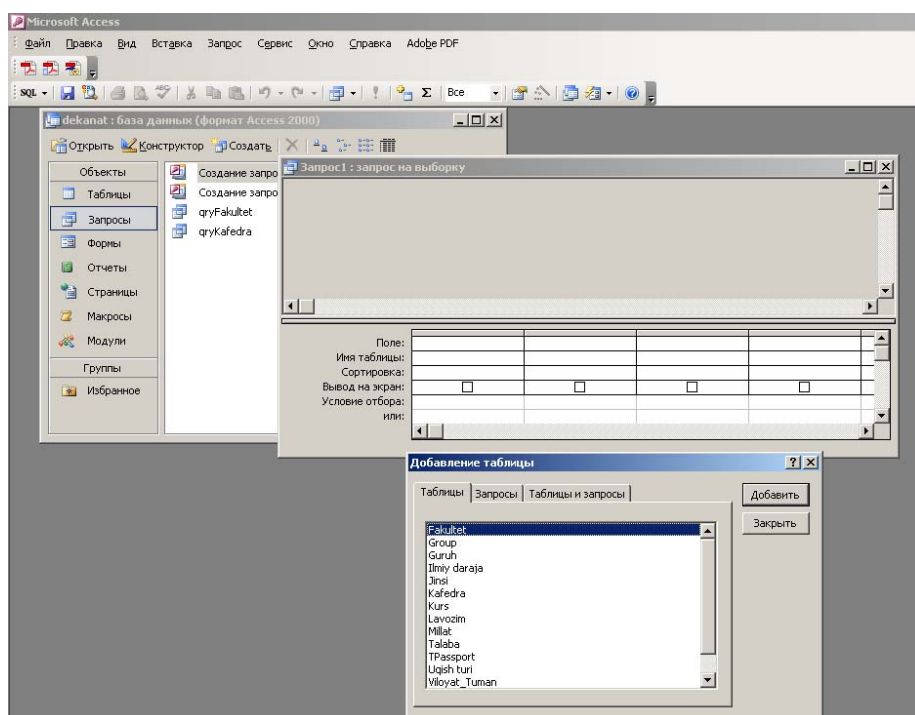 Microsoft Access
Файл Правка Вид Вставка Запрос Сервис Окно Справка Adobe PDF
SQL Σ Все
dekanat : база данных (формат Access 2000)
Открыть Конструктор Создать
Объекты
Таблицы
Запросы
Формы
Отчеты
Страницы
Макросы
Модули
Группы
Избранное
Создание запро
Создание запро
qryFakultet
qryKafedra
Запрос1 : запрос на выборку
Поле:
Имя таблицы:
Сортировка:
Вывод на экран:
Условие отбора:
или:
Добавление таблицы
Таблицы Запросы Таблицы и запросы
Fakultet
Group
Guruh
Ilmiy daraja
Jinsi
Kafedra
Kurs
Lavozim
Millat
Talaba
TPassport
Uqish turi
Viloyat_Tuman
Добавить
Закрыть